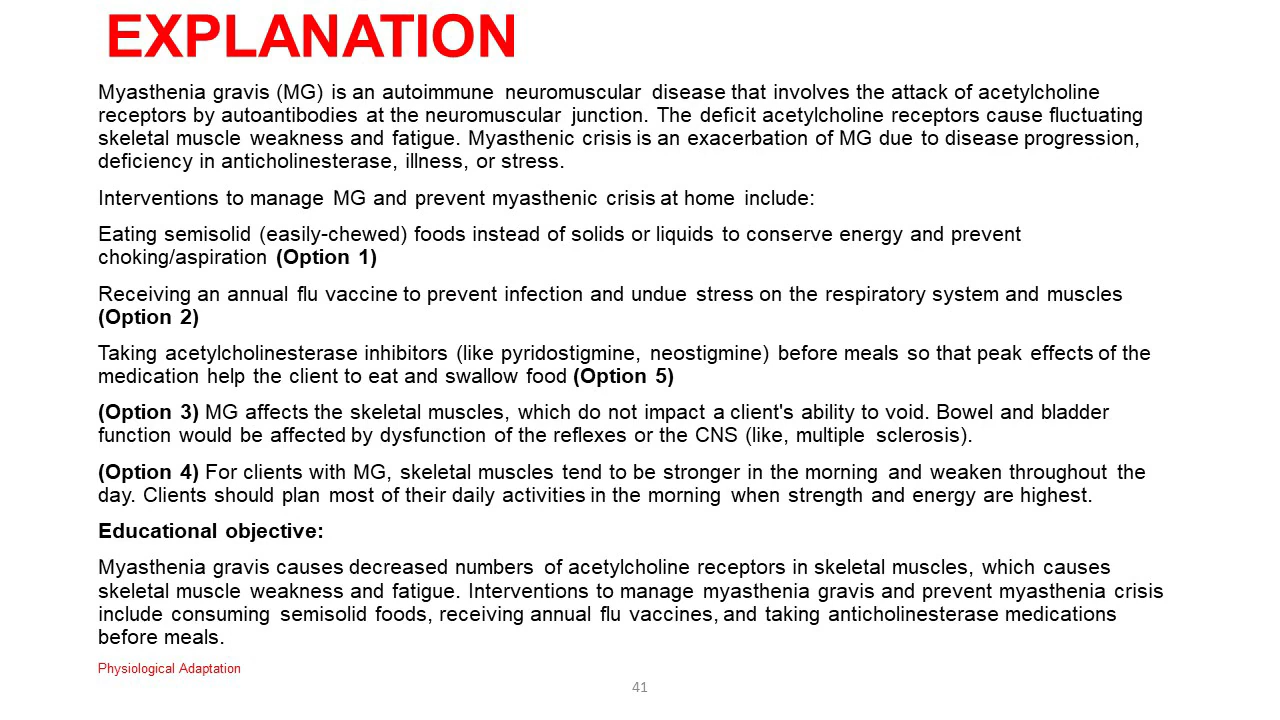 EXPLANATION
Myasthenia gravis (MG) is an autoimmune neuromuscular disease that involves the attack of acetylcholine
receptors by autoantibodies at the neuromuscular junction. The deficit acetylcholine receptors cause fluctuating
skeletal muscle weakness and fatigue. Myasthenic crisis is an exacerbation of MG due to disease progression,
deficiency in anticholinesterase, illness, or stress.
Interventions to manage MG and prevent myasthenic crisis at home include:
Eating semisolid (easily-chewed) foods instead of solids or liquids to conserve energy and prevent
choking/aspiration (Option 1)
Receiving an annual flu vaccine to prevent infection and undue stress on the respiratory system and muscles
(Option 2)
Taking acetylcholinesterase inhibitors (like pyridostigmine, neostigmine) before meals so that peak effects of the
medication help the client to eat and swallow food (Option 5)
(Option 3) MG affects the skeletal muscles, which do not impact a client's ability to void. Bowel and bladder
function would be affected by dysfunction of the reflexes or the CNS (like, multiple sclerosis).
(Option 4) For clients with MG, skeletal muscles tend to be stronger in the morning and weaken throughout the
day. Clients should plan most of their daily activities in the morning when strength and energy are highest.
Educational objective:
Myasthenia gravis causes decreased numbers of acetylcholine receptors in skeletal muscles, which causes
skeletal muscle weakness and fatigue. Interventions to manage myasthenia gravis and prevent myasthenia crisis
include consuming semisolid foods, receiving annual flu vaccines, and taking anticholinesterase medications
before meals.
Physiological Adaptation
41